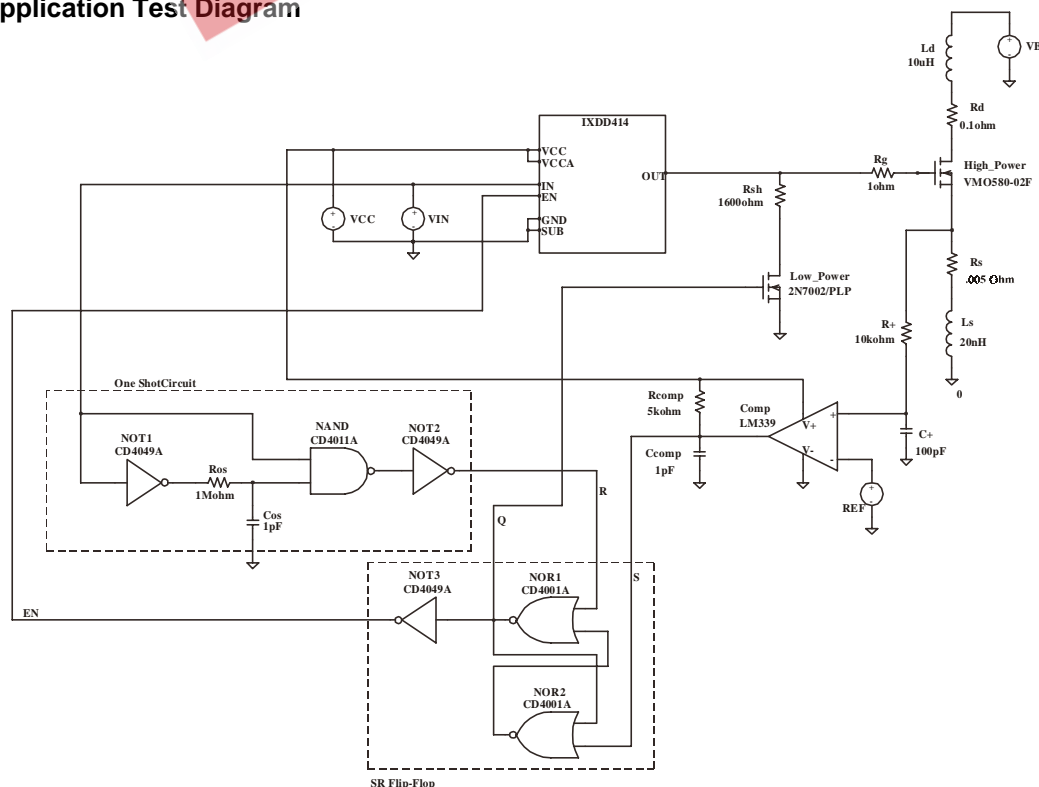 pplication Test Diagram
Ld
10uH
+
-
VB
Rd
0.1ohm
IXDD414
VCC
VCCA
IN
EN
GND
SUB
OUT
Rg
1ohm
High_Power
VMO580-02F
Rsh
1600ohm
+
-
VCC
+
-
VIN
Low_Power
2N7002/PLP
Rs
.005 Ohm
R+
10kohm
Ls
20nH
0
One ShotCircuit
Rcomp
5kohm
Comp
LM339
V+
V-
+
-
C+
100pF
Ccomp
1pF
+
-
REF
NOT1
CD4049A
Ros
1Mohm
Cos
1pF
NAND
CD4011A
NOT2
CD4049A
R
Q
S
EN
NOT3
CD4049A
NOR1
CD4001A
NOR2
CD4001A
SR Flip-Flop